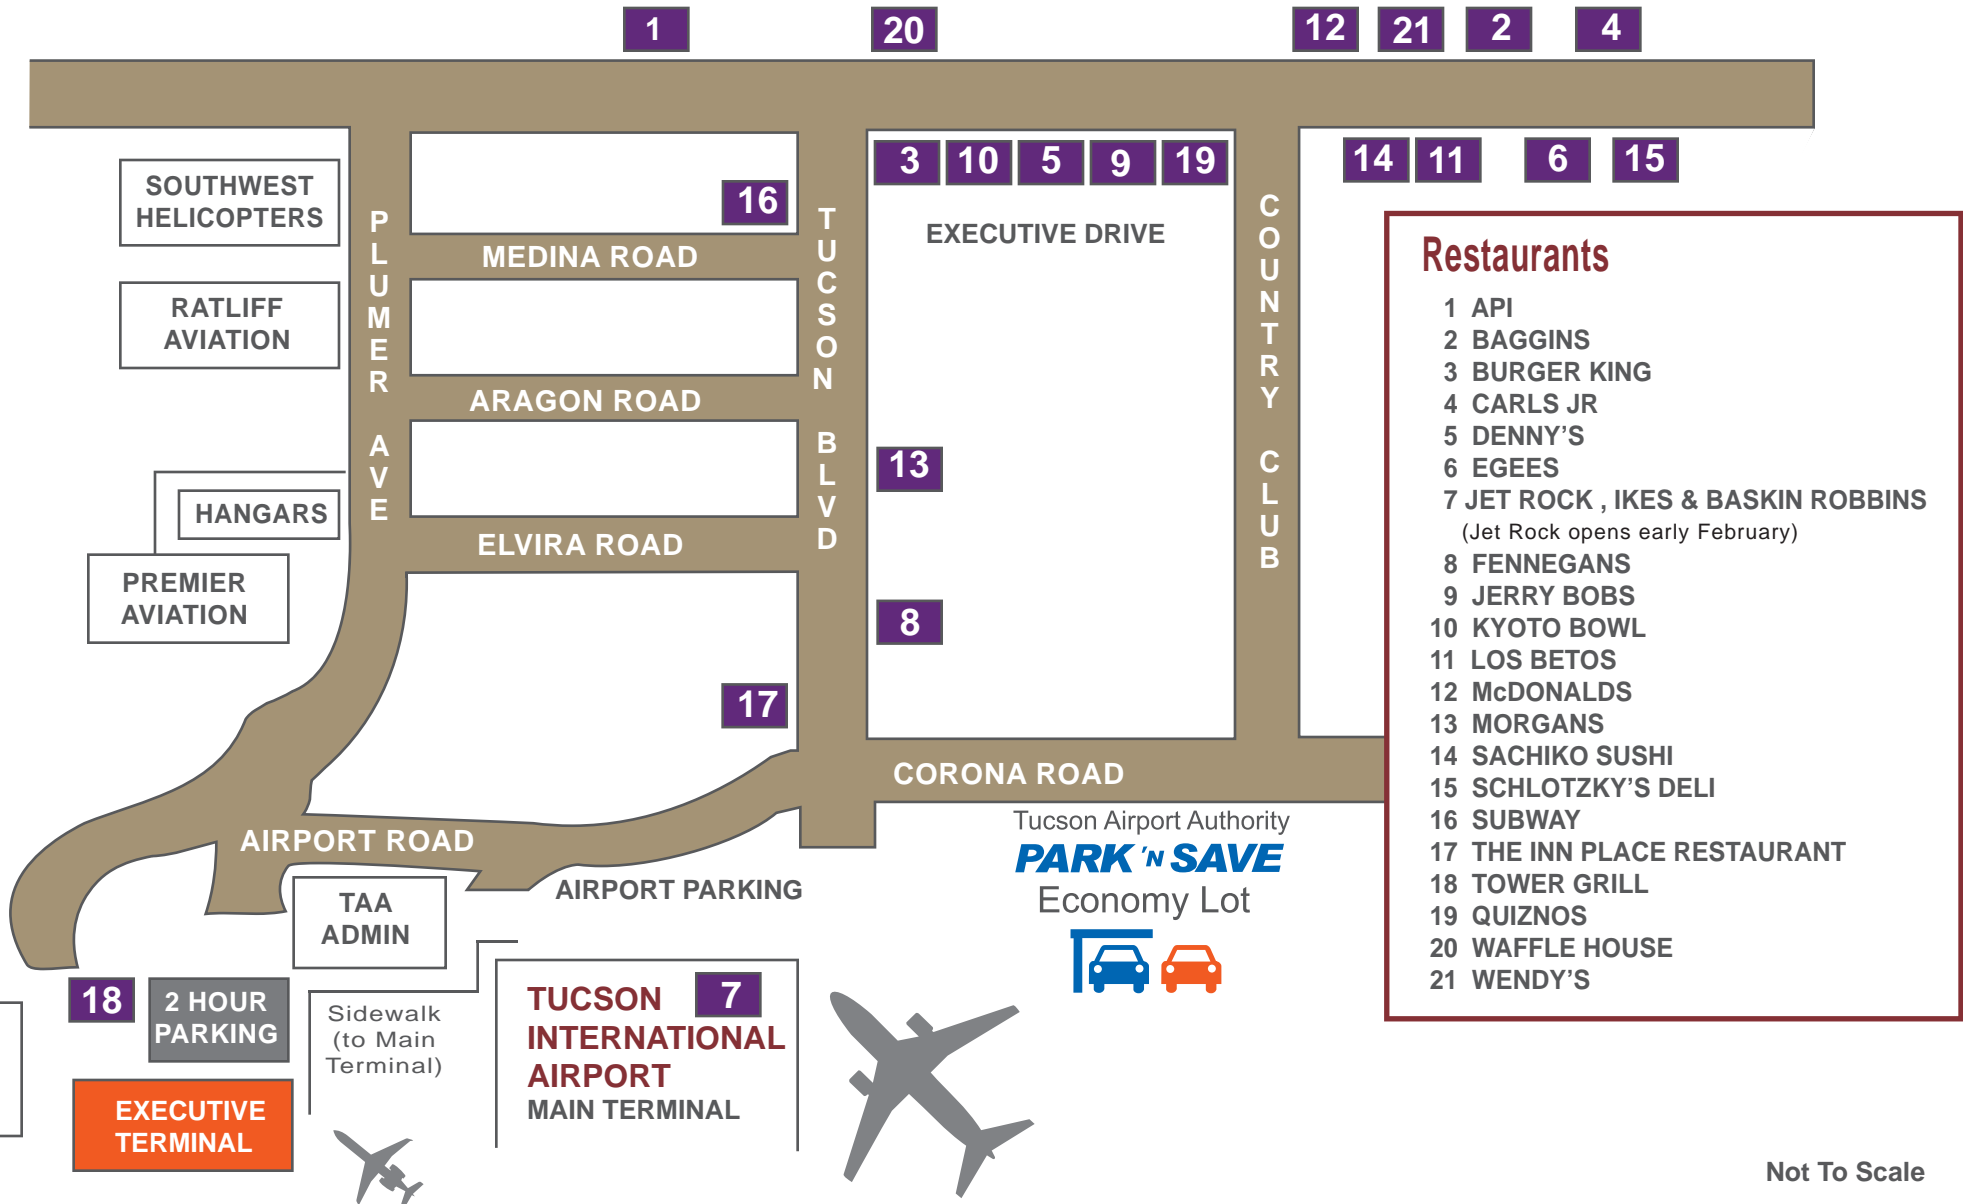 1
20
12
21
2
4
3
10
5
9
19
14
11
6
15
SOUTHWEST
HELICOPTERS
16
EXECUTIVE DRIVE
MEDINA ROAD
PLUMER AVE
TUCSON BLVD
COUNTRY CLUB
RATLIFF
AVIATION
ARAGON ROAD
13
HANGARS
ELVIRA ROAD
PREMIER
AVIATION
8
17
CORONA ROAD
AIRPORT ROAD
Tucson Airport Authority
PARK 'N SAVE
Economy Lot
AIRPORT PARKING
TAA
ADMIN
18
2 HOUR
PARKING
Sidewalk
(to Main
Terminal)
TUCSON
7
INTERNATIONAL
AIRPORT
MAIN TERMINAL
EXECUTIVE
TERMINAL
Restaurants
1 API
2 BAGGINS
3 BURGER KING
4 CARLS JR
5 DENNY’S
6 EGEES
7 JET ROCK , IKES & BASKIN ROBBINS
(Jet Rock opens early February)
8 FENNEGANS
9 JERRY BOBS
10 KYOTO BOWL
11 LOS BETOS
12 McDONALDS
13 MORGANS
14 SACHIKO SUSHI
15 SCHLOTZKY’S DELI
16 SUBWAY
17 THE INN PLACE RESTAURANT
18 TOWER GRILL
19 QUIZNOS
20 WAFFLE HOUSE
21 WENDY’S
Not To Scale